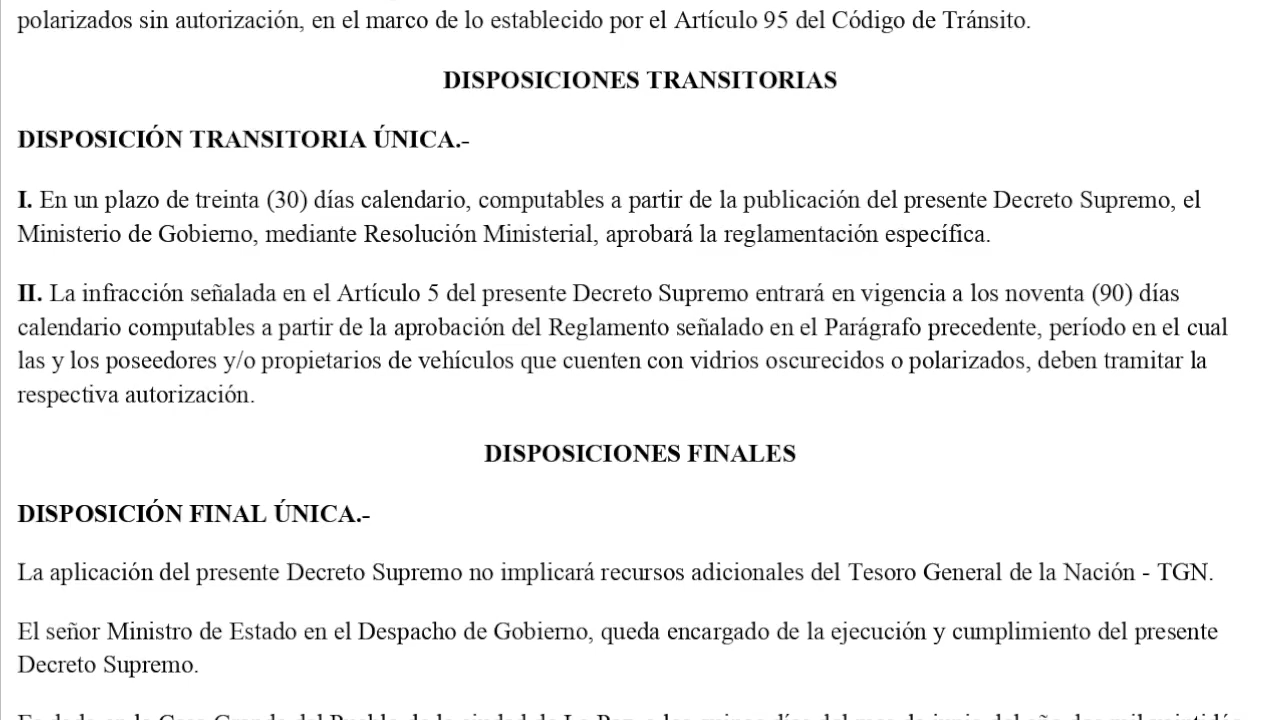 polarizados sin autorización, en el marco de lo establecido por el Artículo 95 del Código de Tránsito.
DISPOSICIONES TRANSITORIAS
DISPOSICIÓN TRANSITORIA ÚNICA.-
I. En un plazo de treinta (30) días calendario, computables a partir de la publicación del presente Decreto Supremo, el
Ministerio de Gobierno, mediante Resolución Ministerial, aprobará la reglamentación específica.
II. La infracción señalada en el Artículo 5 del presente Decreto Supremo entrará en vigencia a los noventa (90) días
calendario computables a partir de la aprobación del Reglamento señalado en el Parágrafo precedente, período en el cual
las y los poseedores y/o propietarios de vehículos que cuenten con vidrios oscurecidos o polarizados, deben tramitar la
respectiva autorización.
DISPOSICIONES FINALES
DISPOSICIÓN FINAL ÚNICA.-
La aplicación del presente Decreto Supremo no implicará recursos adicionales del Tesoro General de la Nación - TGN.
El señor Ministro de Estado en el Despacho de Gobierno, queda encargado de la ejecución y cumplimiento del presente
Decreto Supremo.